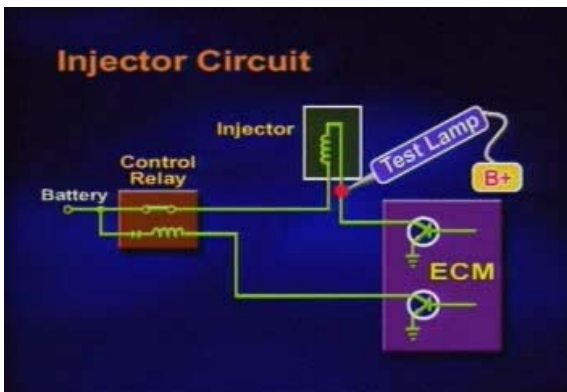 Injector Circuit
Injector
Test Lamp
B+
Control
Relay
Battery
ECM